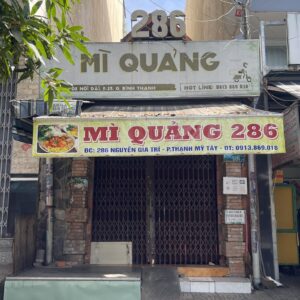 286
MÌ QUẢNG
HOT LINE: 0913 869 018
MÌ QUẢNG 286
ĐC: 286 NGUYỄN GIA TRÍ - P.THẠNH MỸ TÂY - ĐT: 0913.869.018